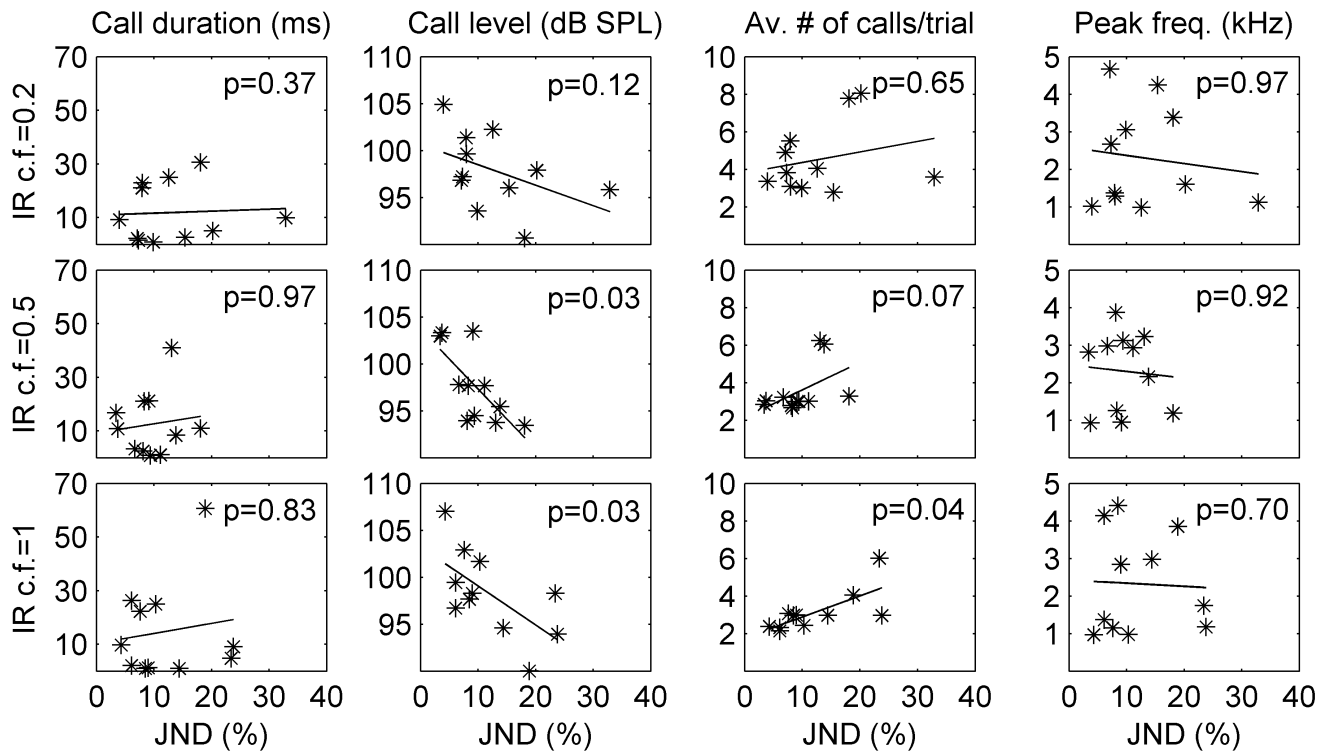 Call duration (ms) Call level (dB SPL) Av. # of calls/trial Peak freq. (kHz)
IR c.f.=0.2
70 50 30 10
p=0.37
110 105 100 95
p=0.12
10 8 6 4 2
p=0.65
5 4 3 2 1
p=0.97
IR c.f.=0.5
70 50 30 10
p=0.97
110 105 100 95
p=0.03
10 8 6 4 2
p=0.07
5 4 3 2 1
p=0.92
IR c.f.=1
70 50 30 10
p=0.83
110 105 100 95
p=0.03
10 8 6 4 2
p=0.04
5 4 3 2 1
p=0.70
0 10 20 30 40 0 10 20 30 40 0 10 20 30 40 0 10 20 30 40
JND (%) JND (%) JND (%) JND (%)